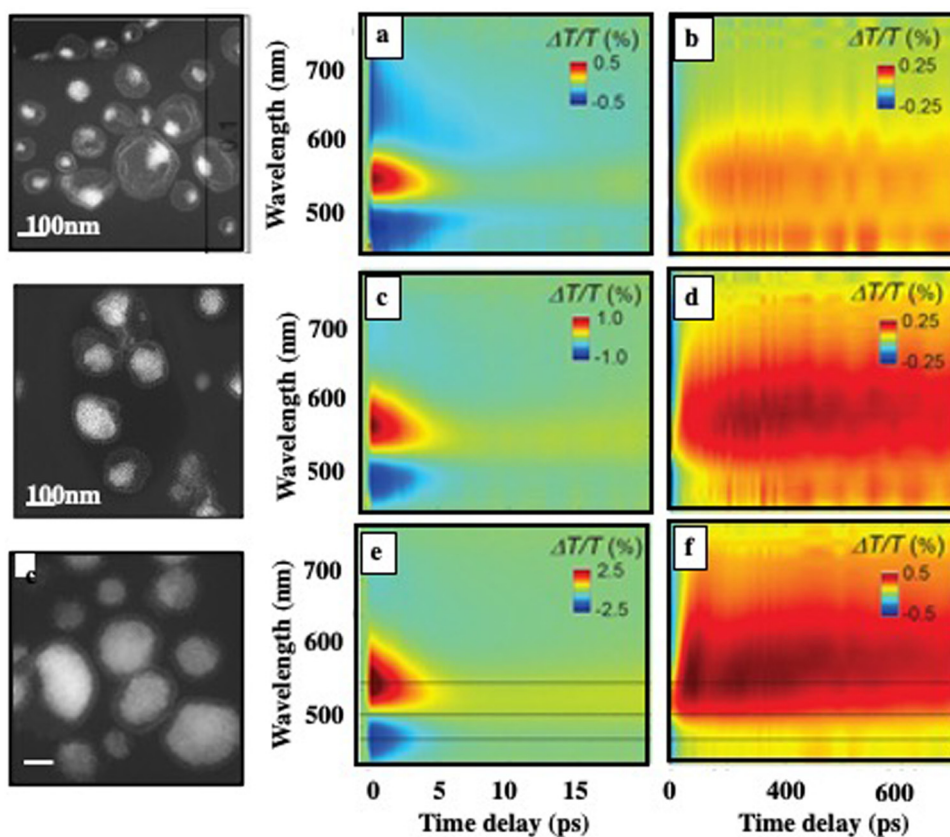 a
ΔT/T (%)
0.5
-0.5
b
ΔT/T (%)
0.25
-0.25
100nm
Wavelength (nm)
700
600
500
c
ΔT/T (%)
1.0
-1.0
d
ΔT/T (%)
0.25
-0.25
100nm
Wavelength (nm)
700
600
500
e
ΔT/T (%)
2.5
-2.5
f
ΔT/T (%)
0.5
-0.5
Wavelength (nm)
700
600
500
0 5 10 15
0 400 600
Time delay (ps)
Time delay (ps)